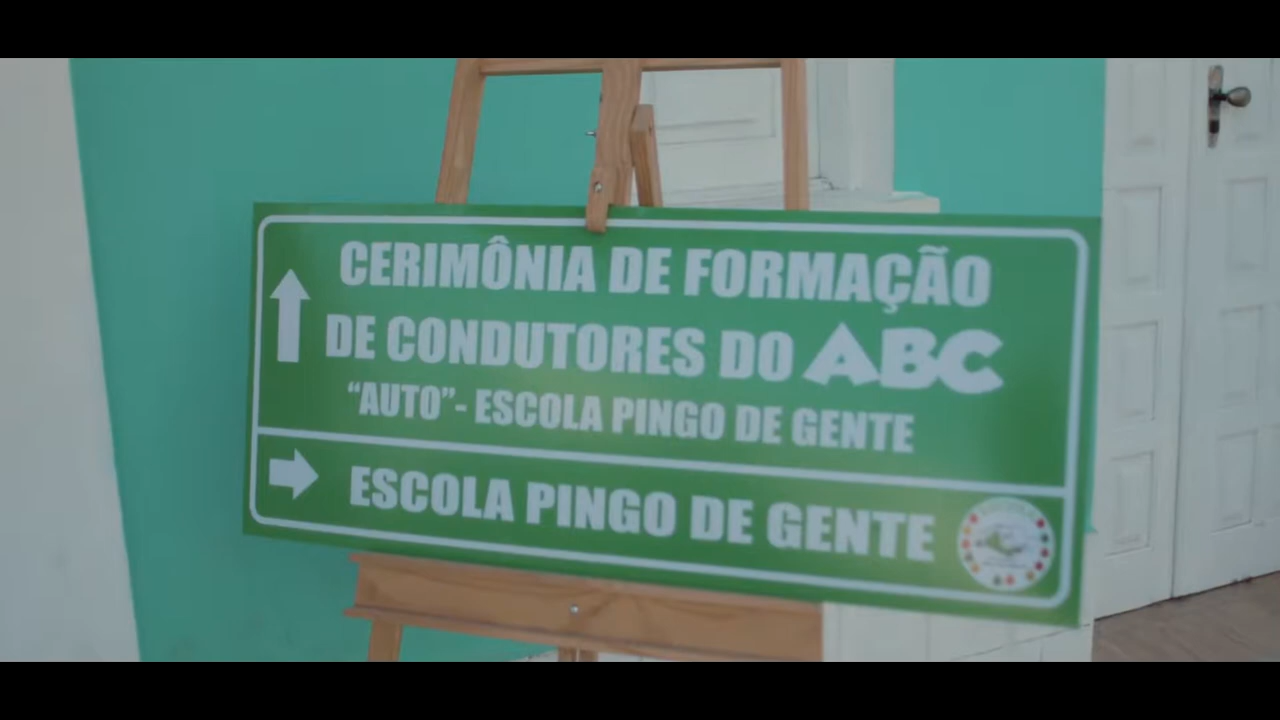 CERIMÔNIA DE FORMAÇÃO
DE CONDUTORES DO ABC
“AUTO”- ESCOLA PINGO DE GENTE
ESCOLA PINGO DE GENTE